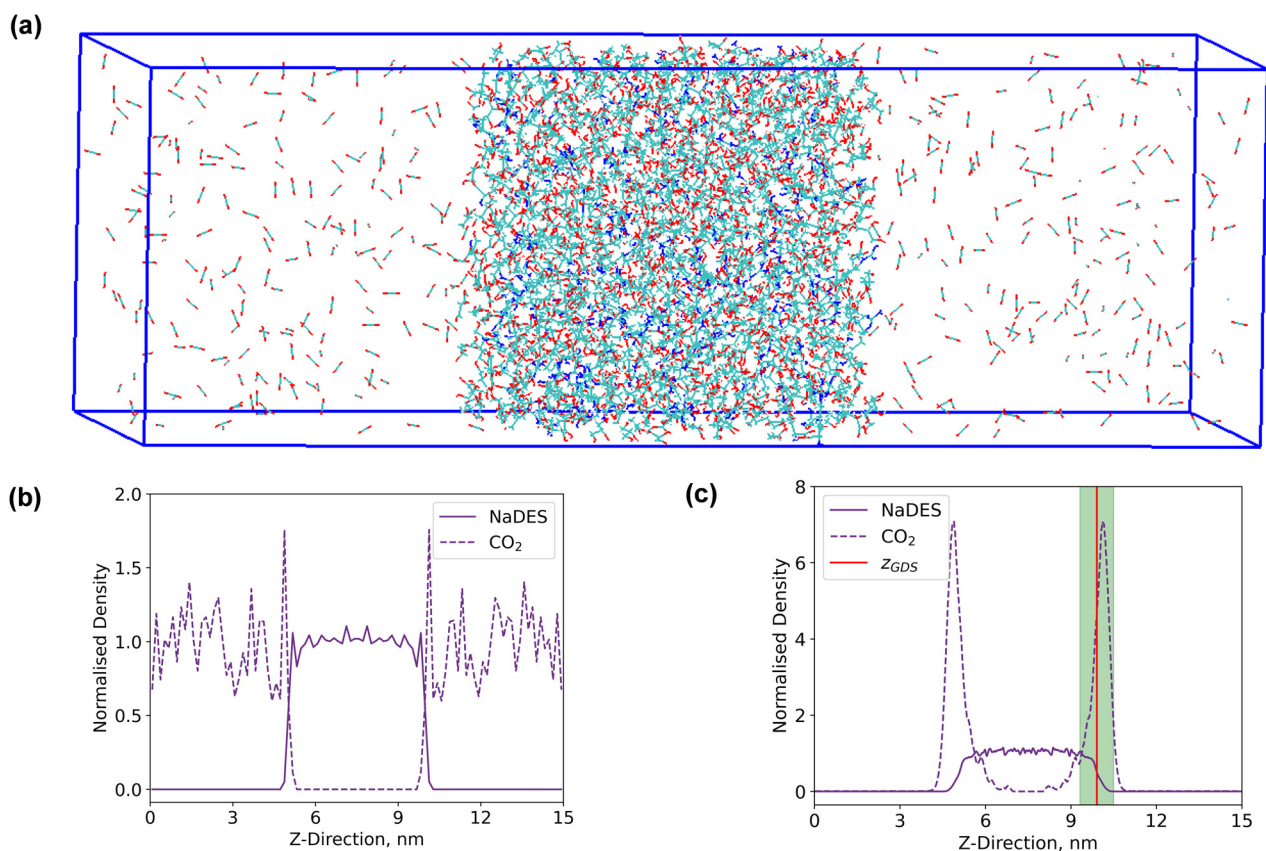 (a)
(b)
2.0
1.5
1.0
0.5
0.0
Normalised Density
NaDES
CO₂
0 3 6 9 12 15
Z-Direction, nm
(c)
8
6
4
2
0
Normalised Density
NaDES
CO₂
z_GDS
0 3 6 9 12 15
Z-Direction, nm